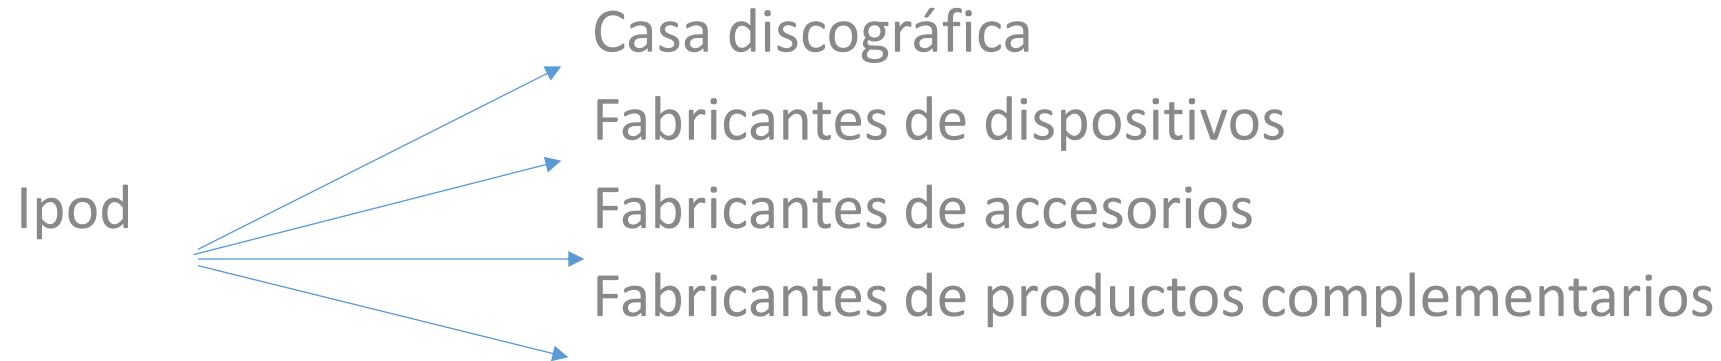 Casa discográfica
Fabricantes de dispositivos
Ipod
Fabricantes de accesorios
Fabricantes de productos complementarios